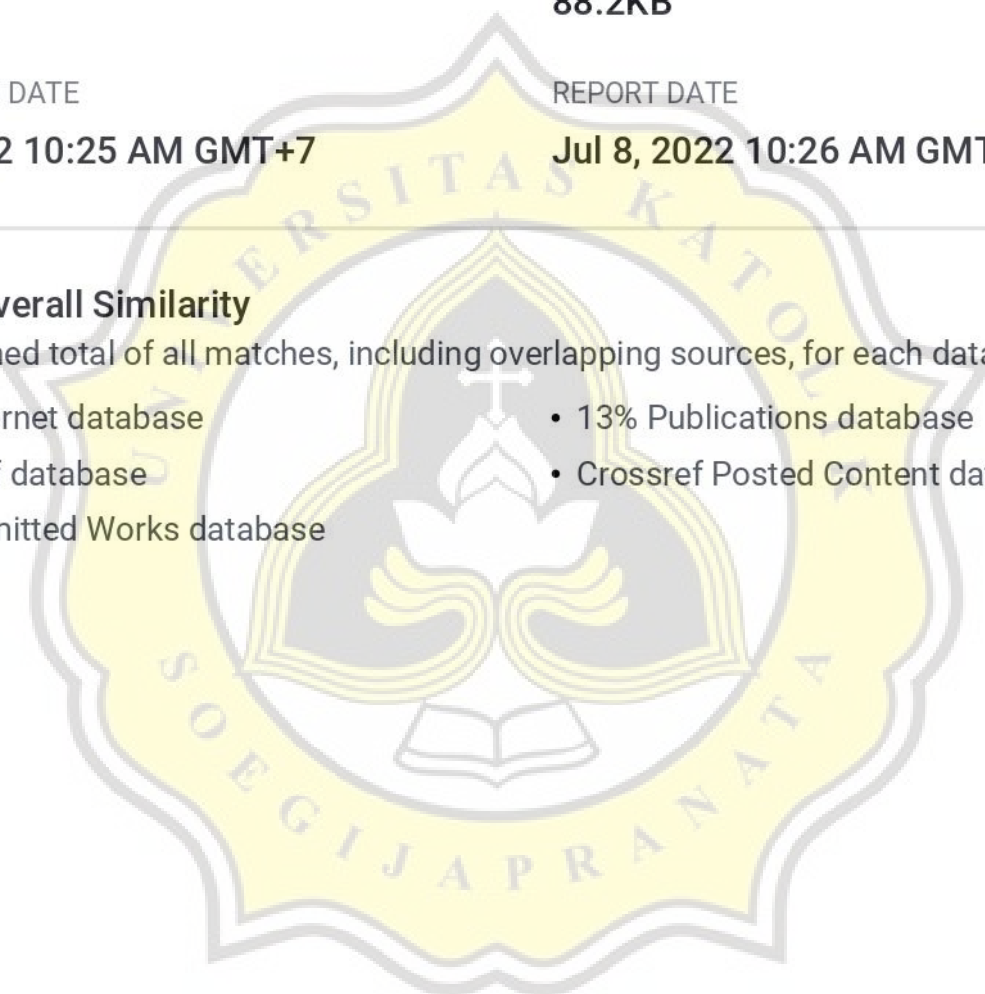 88.2KB
DATE
REPORT DATE
2 10:25 AM GMT+7
Jul 8, 2022 10:26 AM GMT
verall Similarity
ned total of all matches, including overlapping sources, for each data
rnet database
• 13% Publications database
database
• Crossref Posted Content da
mitted Works database
UNIVERSITAS KATOLIK
SOEGIJAPRANATA